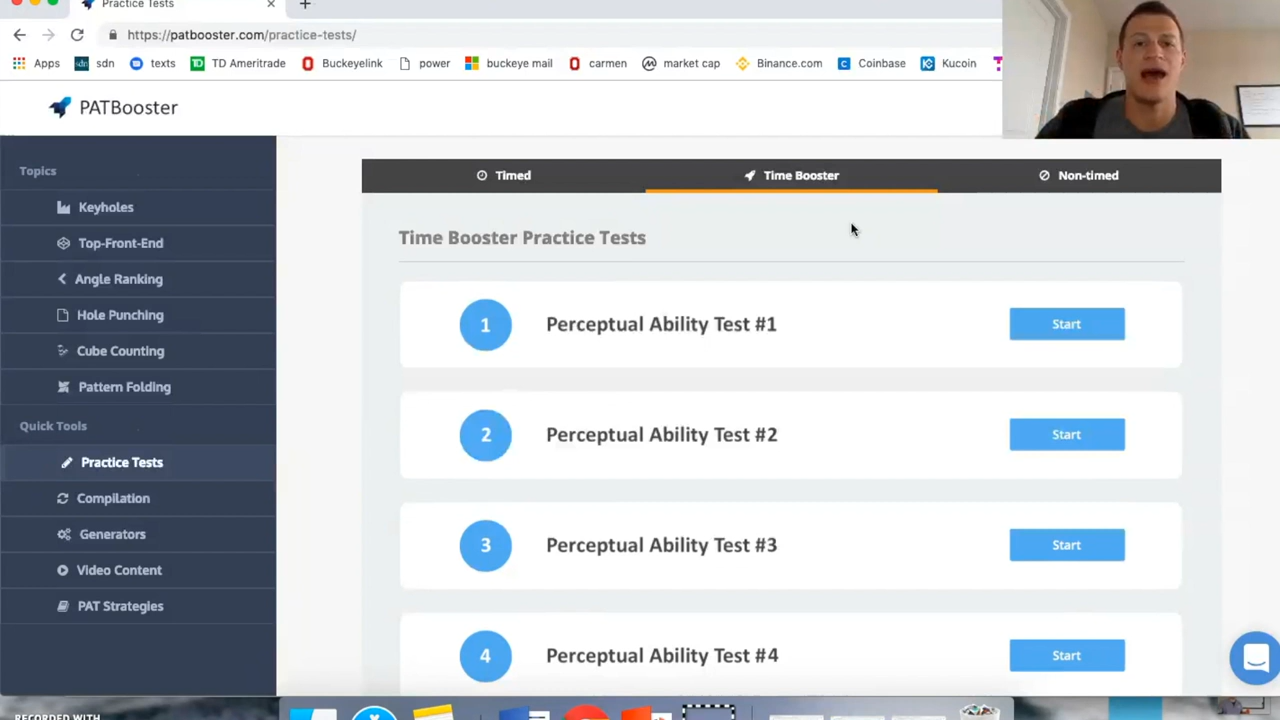 Practice Tests
https://patbooster.com/practice-tests/
Apps sdn texts TD Ameritrade Buckeyelink power buckeye mail carmen market cap Binance.com Coinbase Kucoin
PATBooster
Topics
Keyholes
Top-Front-End
Angle Ranking
Hole Punching
Cube Counting
Pattern Folding
Quick Tools
Practice Tests
Compilation
Generators
Video Content
PAT Strategies
Timed Time Booster Non-timed
Time Booster Practice Tests
1 Perceptual Ability Test #1 Start
2 Perceptual Ability Test #2 Start
3 Perceptual Ability Test #3 Start
4 Perceptual Ability Test #4 Start
RECORDED WITH